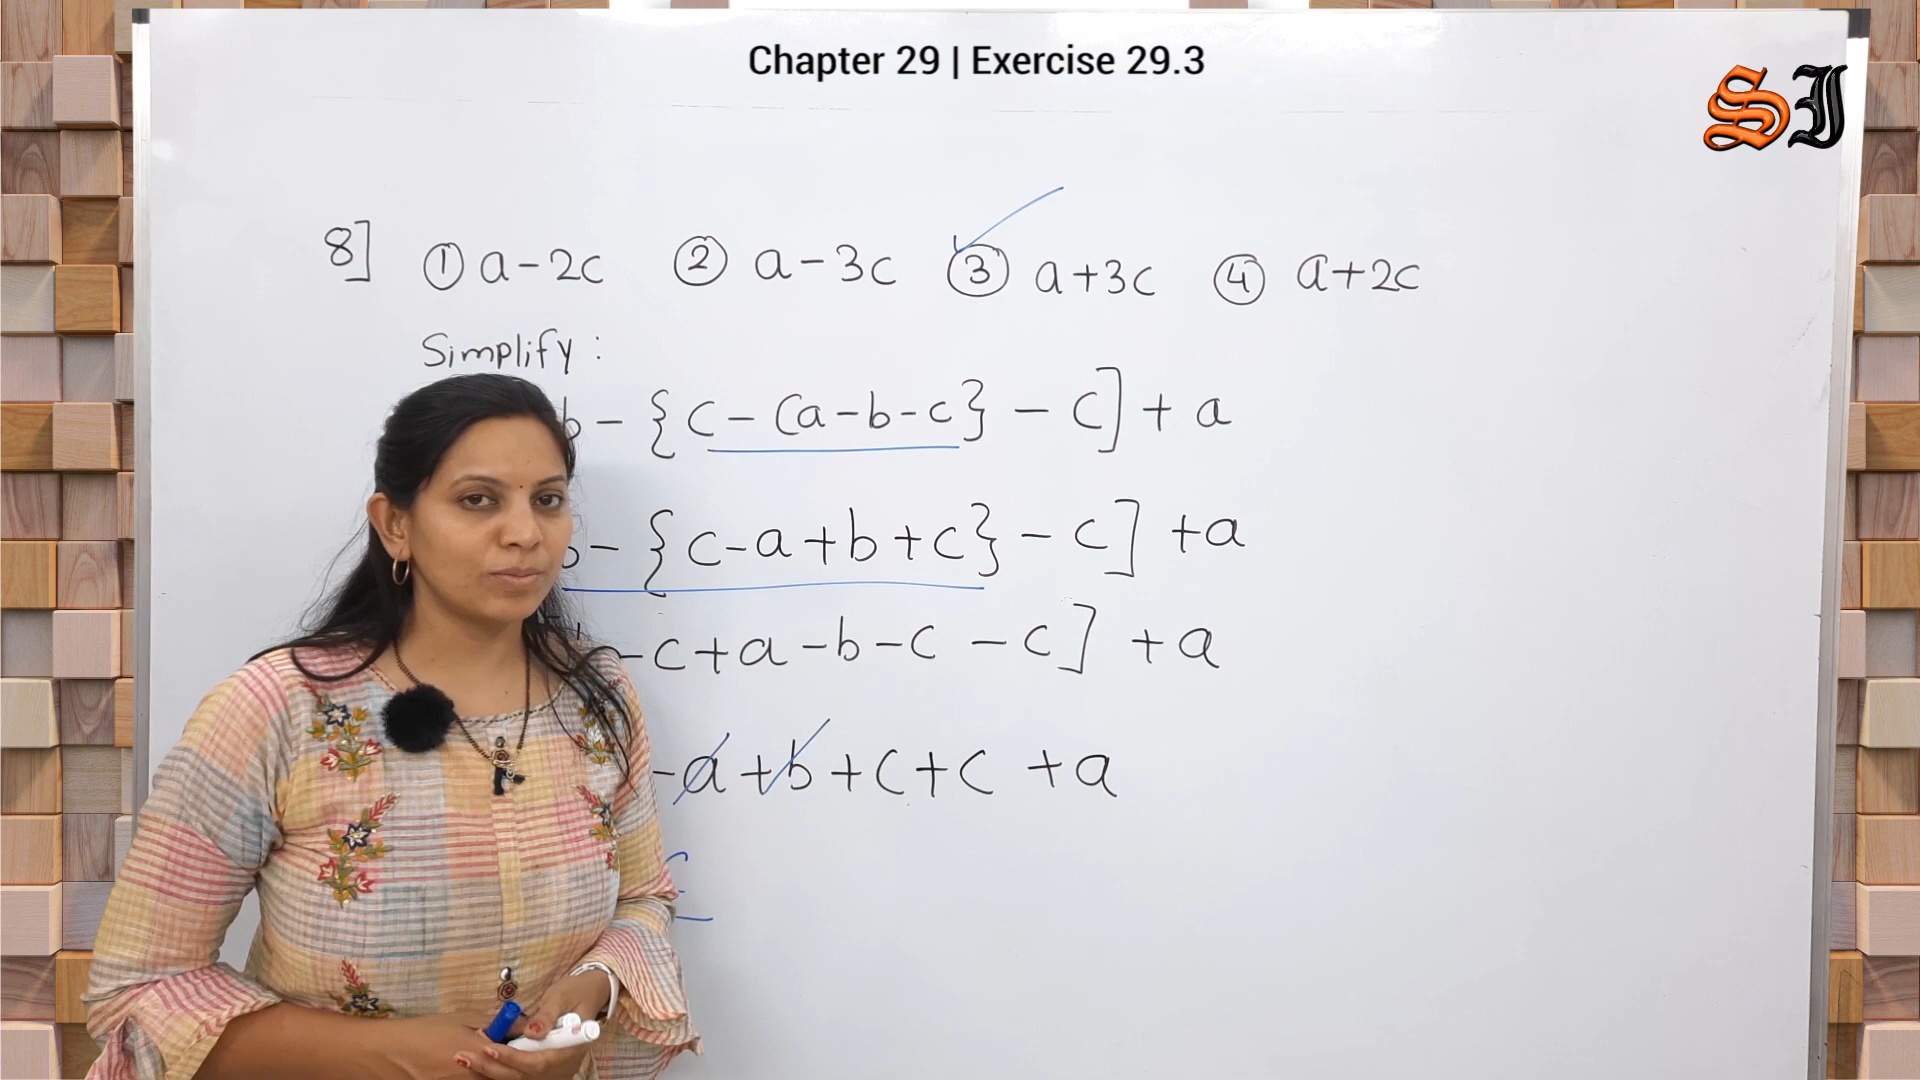 Chapter 29 | Exercise 29.3
SJ
8] ① a-2c ② a-3c ③ a+3c ④ a+2c
Simplify :
b - {c - (a-b-c} - c] + a
- {c-a+b+c} - c] +a
-c+a-b-c -c] +a
-a+b+c+c +a